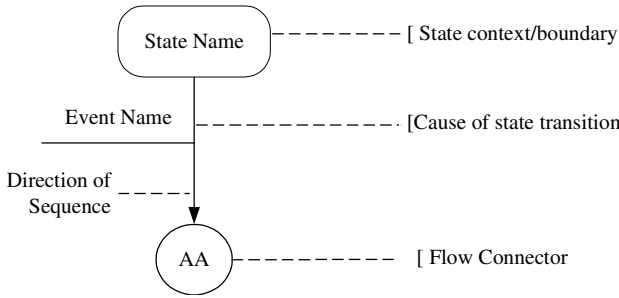 State Name
[ State context/boundary
Event Name
[Cause of state transition
Direction of
Sequence
AA
[ Flow Connector